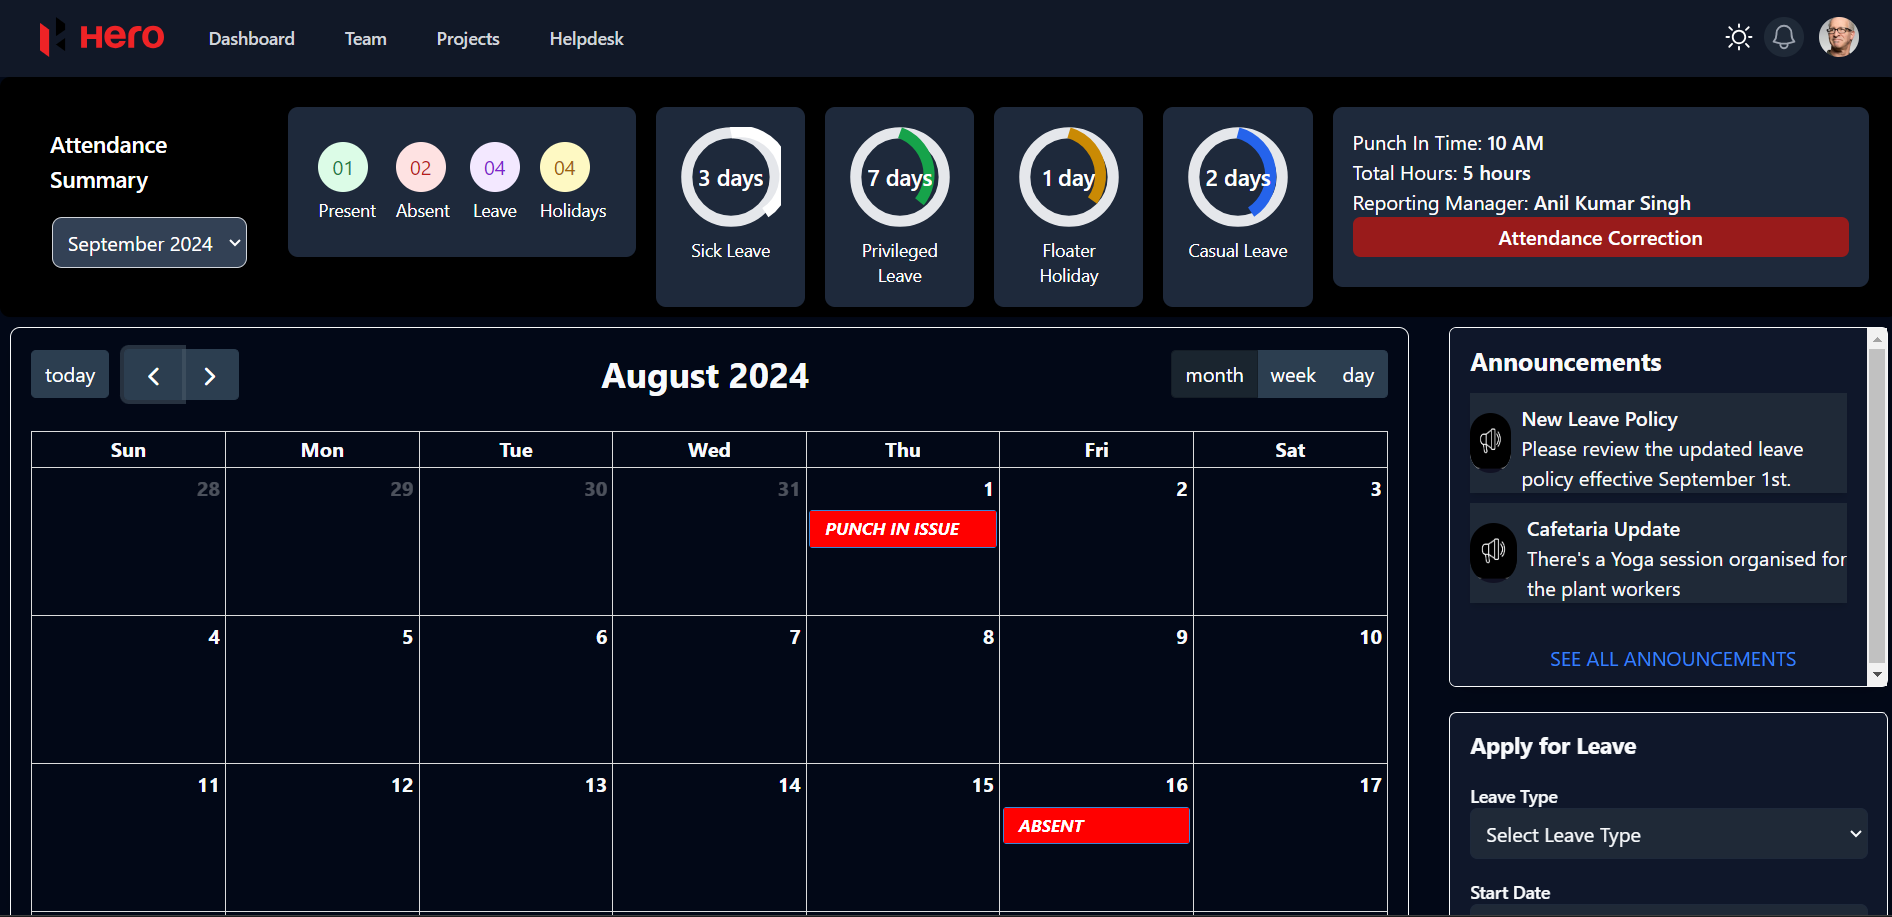 Hero
Dashboard
Team
Projects
Helpdesk
Attendance
Summary
September 2024
01
Present
02
Absent
04
Leave
04
Holidays
3 days
Sick Leave
7 days
Privileged
Leave
1 day
Floater
Holiday
2 days
Casual Leave
Punch In Time: 10 AM
Total Hours: 5 hours
Reporting Manager: Anil Kumar Singh
Attendance Correction
today
August 2024
month
week
day
Sun Mon Tue Wed Thu Fri Sat
28 29 30 31 1 2 3
PUNCH IN ISSUE
4 5 6 7 8 9 10
11 12 13 14 15 16 17
ABSENT
Announcements
New Leave Policy
Please review the updated leave
policy effective September 1st.
Cafetaria Update
There's a Yoga session organised for
the plant workers
SEE ALL ANNOUNCEMENTS
Apply for Leave
Leave Type
Select Leave Type
Start Date